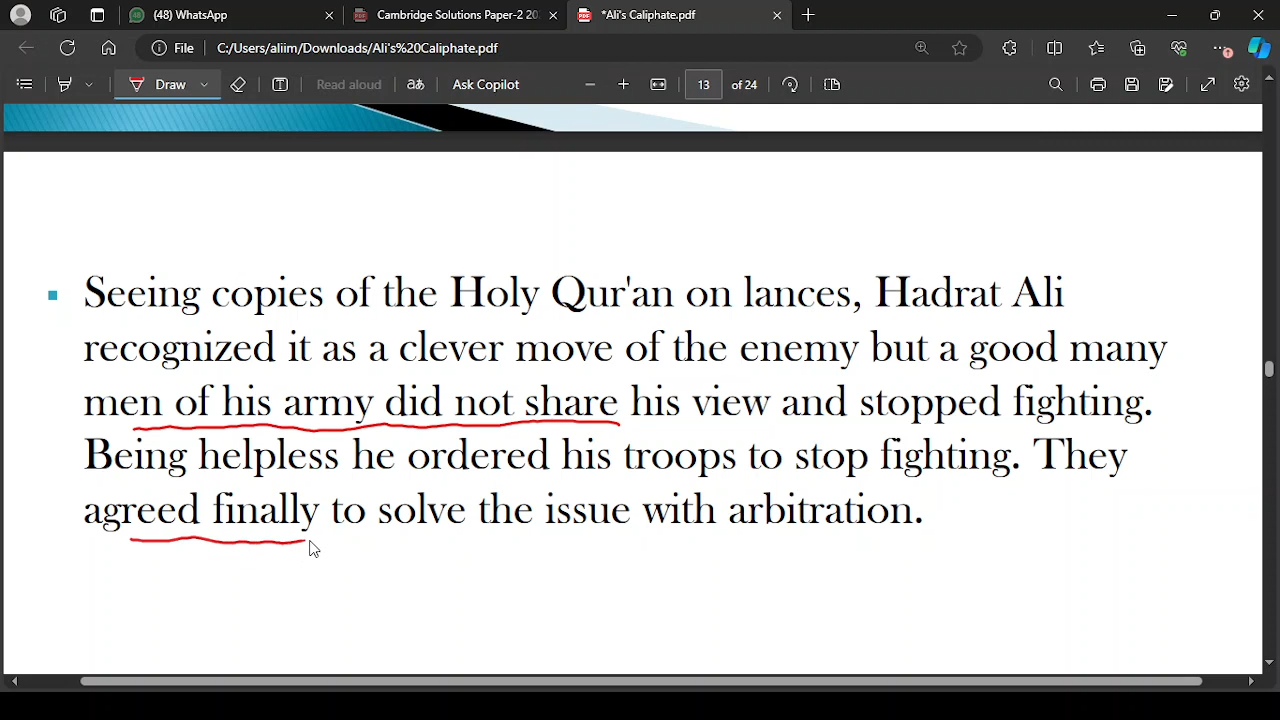 (48) WhatsApp
Cambridge Solutions Paper-2 20
*Ali's Caliphate.pdf
File
C:/Users/aliim/Downloads/Ali's%20Caliphate.pdf
Draw
Read aloud
aあ
Ask Copilot
13 of 24
▪ Seeing copies of the Holy Qur'an on lances, Hadrat Ali
recognized it as a clever move of the enemy but a good many
men of his army did not share his view and stopped fighting.
Being helpless he ordered his troops to stop fighting. They
agreed finally to solve the issue with arbitration.